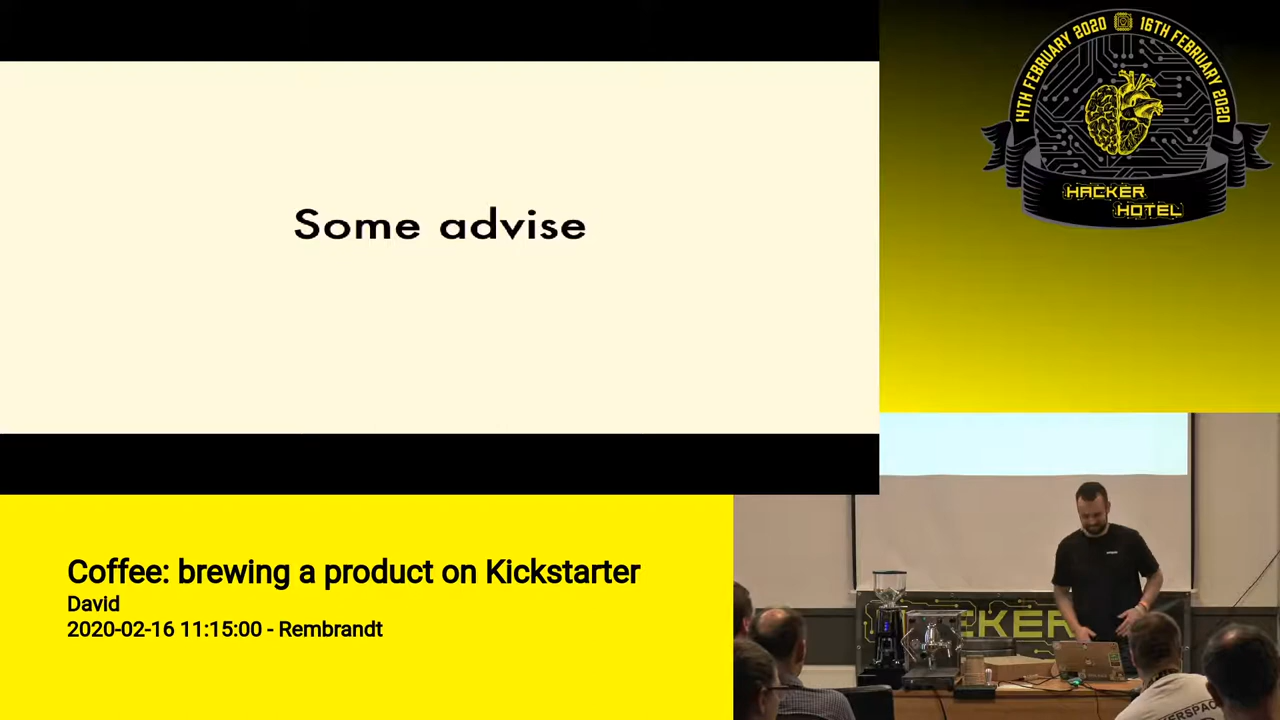 Some advise
14TH FEBRUARY 2020
16TH FEBRUARY 2020
HACKER
HOTEL
Coffee: brewing a product on Kickstarter
David
2020-02-16 11:15:00 - Rembrandt